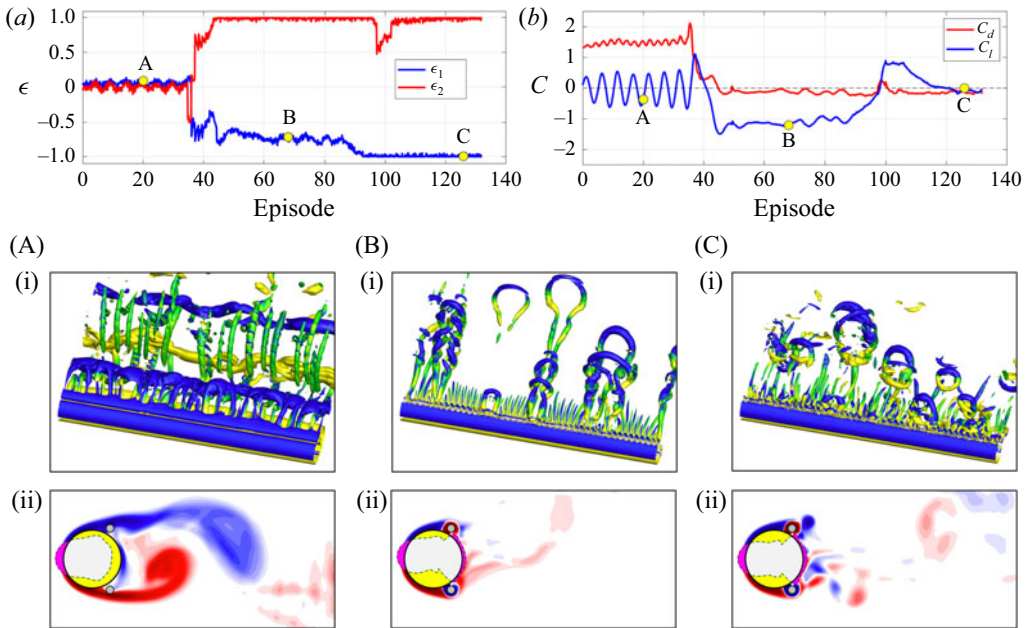 (a)
1.0
0.5
0
−0.5
−1.0
ϵ
A
B
C
ϵ1
ϵ2
0 20 40 60 80 100 120 140
Episode
(b)
2
1
0
−1
−2
C
A
B
C
Cd
Cl
0 20 40 60 80 100 120 140
Episode
(A) (B) (C)
(i) (i) (i)
(ii) (ii) (ii)